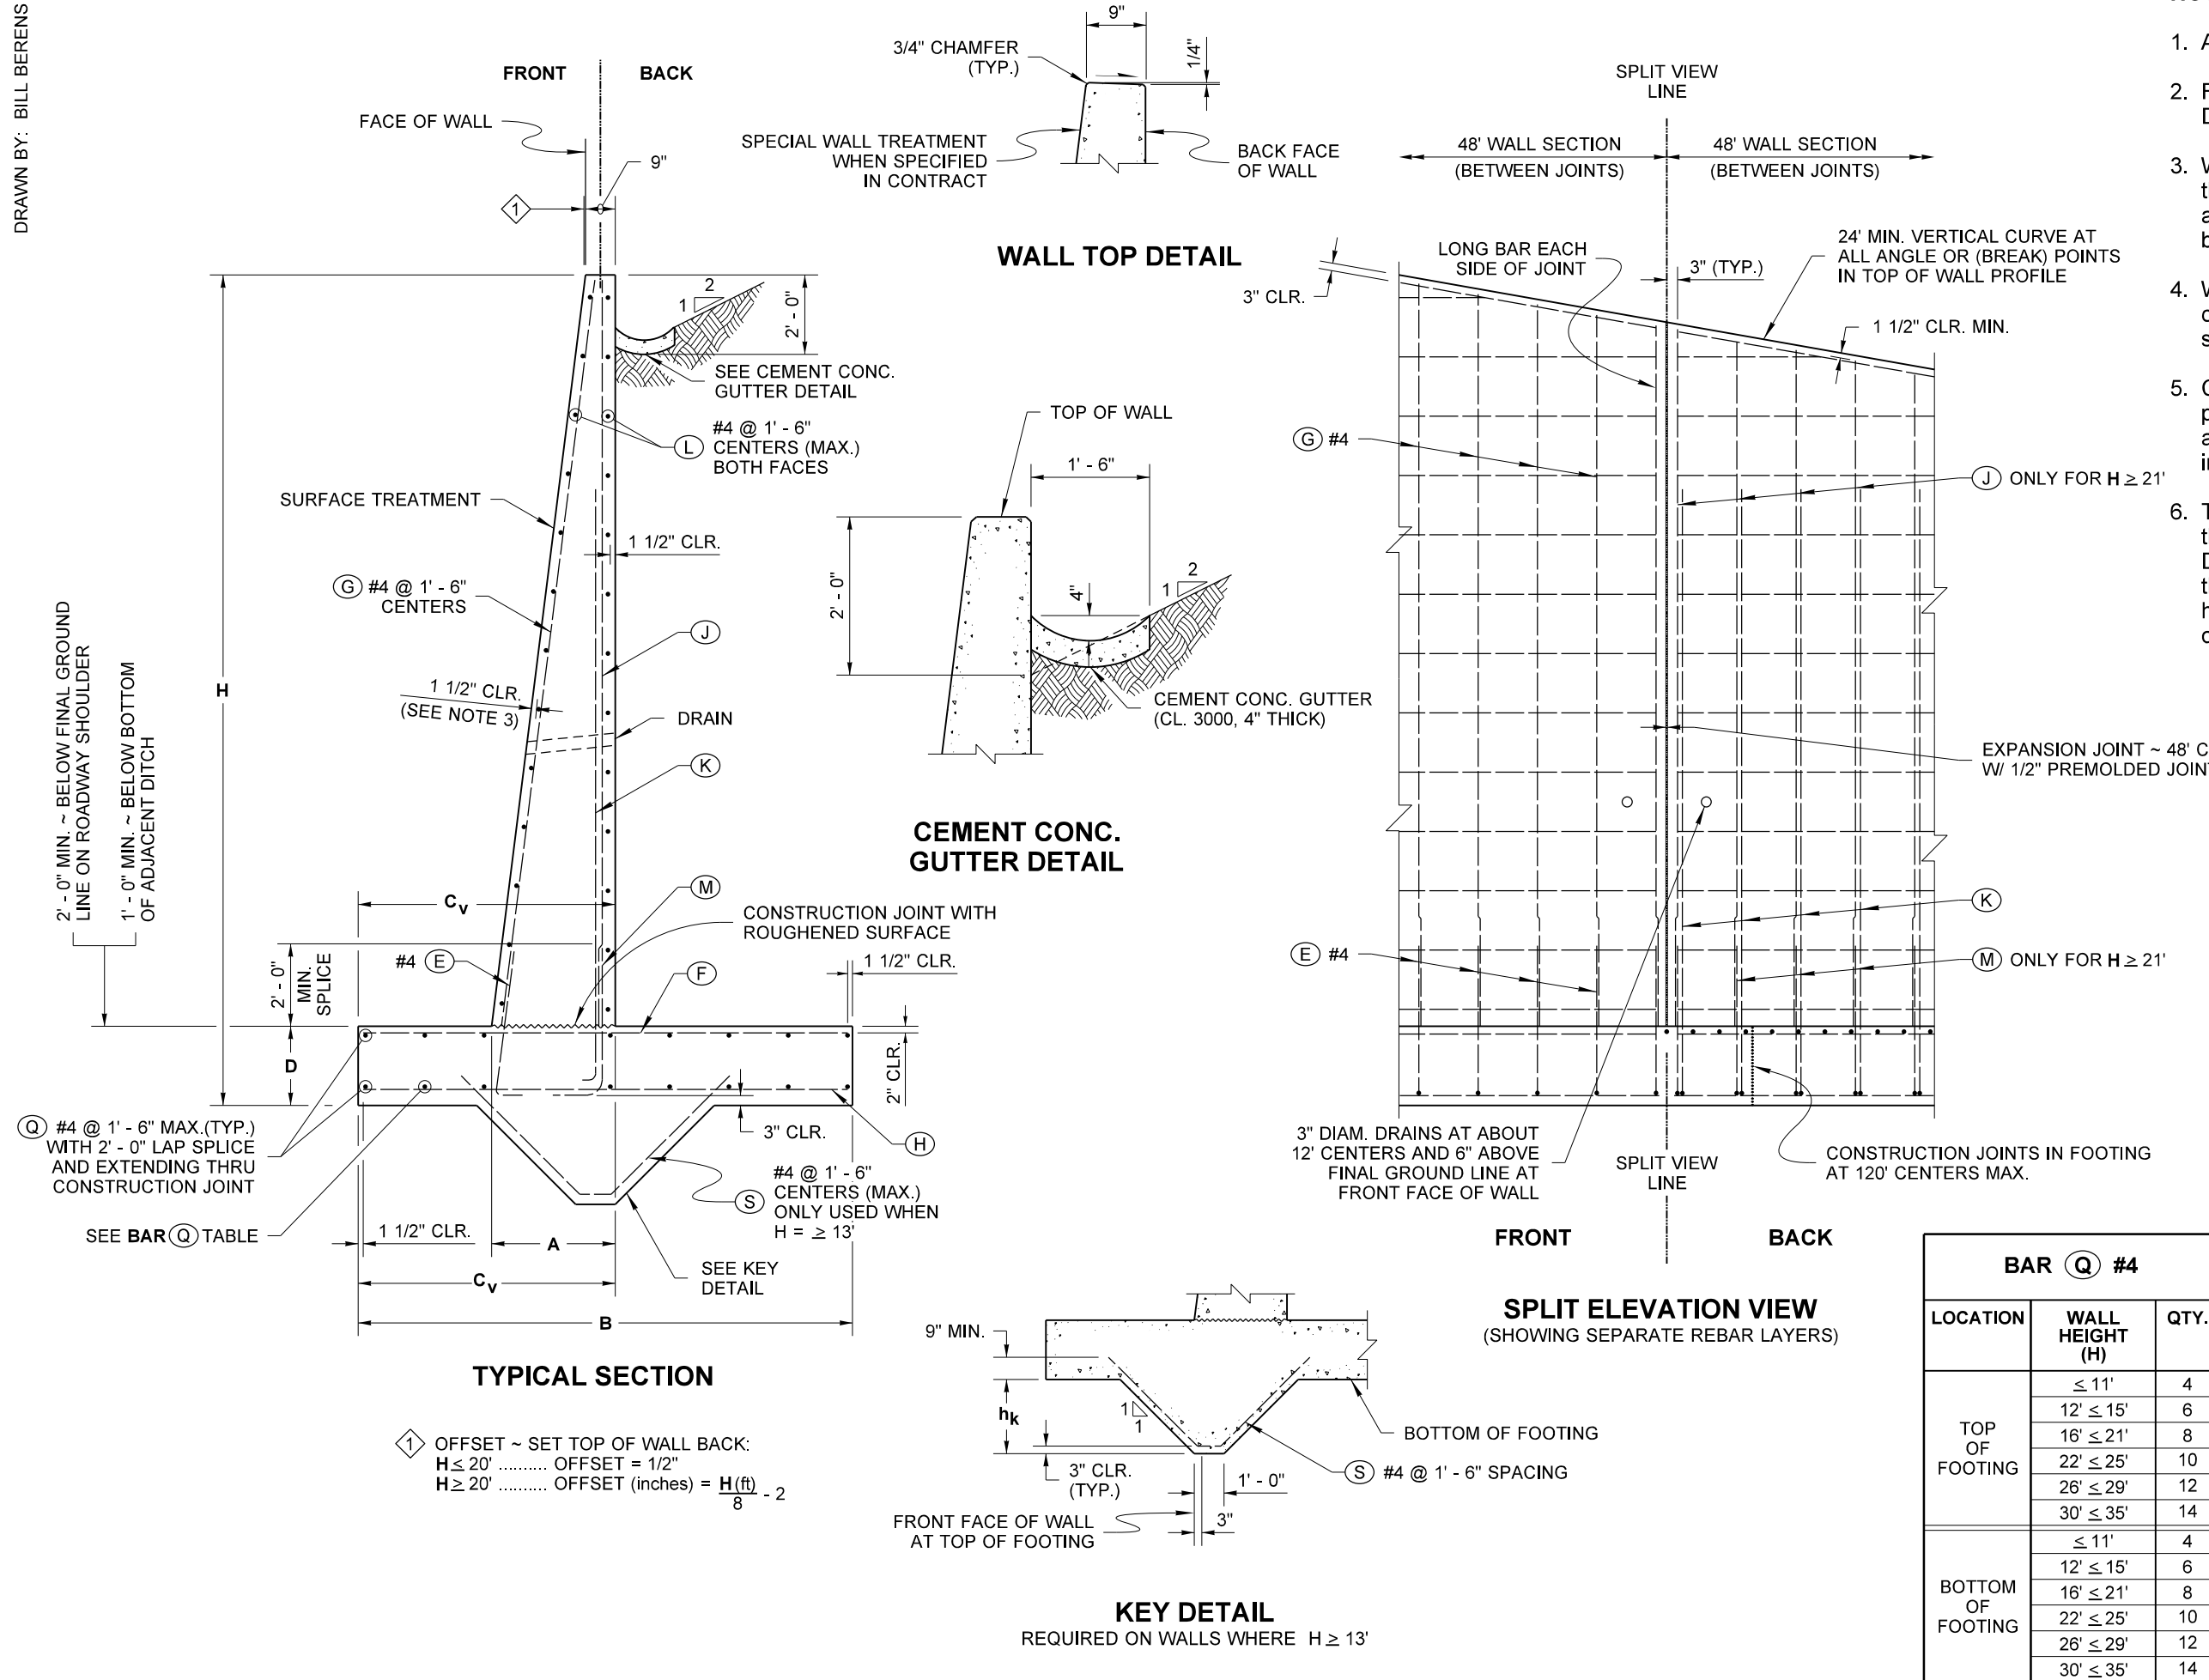 DRAWN BY: BILL BERENS
FRONT
BACK
FACE OF WALL
9"
1
H
SURFACE TREATMENT
G #4 @ 1' - 6"
CENTERS
1 1/2" CLR.
(SEE NOTE 3)
2' - 0" MIN. ~ BELOW FINAL GROUND
LINE ON ROADWAY SHOULDER
1' - 0" MIN. ~ BELOW BOTTOM
OF ADJACENT DITCH
2
1
2' - 0"
SEE CEMENT CONC.
GUTTER DETAIL
L
#4 @ 1' - 6"
CENTERS (MAX.)
BOTH FACES
1 1/2" CLR.
J
DRAIN
K
M
CONSTRUCTION JOINT WITH
ROUGHENED SURFACE
F
1 1/2" CLR.
Cv
#4 E
2' - 0"
MIN.
SPLICE
D
2" CLR.
3" CLR.
H
Q #4 @ 1' - 6" MAX.(TYP.)
WITH 2' - 0" LAP SPLICE
AND EXTENDING THRU
CONSTRUCTION JOINT
SEE BAR Q TABLE
1 1/2" CLR.
A
Cv
B
S
#4 @ 1' - 6"
CENTERS (MAX.)
ONLY USED WHEN
H = ≥ 13'
SEE KEY
DETAIL
TYPICAL SECTION
1 OFFSET ~ SET TOP OF WALL BACK:
H ≤ 20' .......... OFFSET = 1/2"
H ≥ 20' .......... OFFSET (inches) = H(ft)/8 - 2
9"
3/4" CHAMFER
(TYP.)
1/4"
SPECIAL WALL TREATMENT
WHEN SPECIFIED
IN CONTRACT
BACK FACE
OF WALL
WALL TOP DETAIL
TOP OF WALL
1' - 6"
2' - 0"
4"
2
1
CEMENT CONC. GUTTER
(CL. 3000, 4" THICK)
CEMENT CONC.
GUTTER DETAIL
9" MIN.
hk
1
1
3" CLR.
(TYP.)
1' - 0"
3"
FRONT FACE OF WALL
AT TOP OF FOOTING
BOTTOM OF FOOTING
S #4 @ 1' - 6" SPACING
KEY DETAIL
REQUIRED ON WALLS WHERE H ≥ 13'
SPLIT VIEW
LINE
48' WALL SECTION
(BETWEEN JOINTS)
48' WALL SECTION
(BETWEEN JOINTS)
LONG BAR EACH
SIDE OF JOINT
3" (TYP.)
24' MIN. VERTICAL CURVE AT
ALL ANGLE OR (BREAK) POINTS
IN TOP OF WALL PROFILE
3" CLR.
1 1/2" CLR. MIN.
G #4
J ONLY FOR H ≥ 21'
EXPANSION JOINT ~ 48' C
W/ 1/2" PREMOLDED JOIN
K
E #4
M ONLY FOR H ≥ 21'
3" DIAM. DRAINS AT ABOUT
12' CENTERS AND 6" ABOVE
FINAL GROUND LINE AT
FRONT FACE OF WALL
SPLIT VIEW
LINE
CONSTRUCTION JOINTS IN FOOTING
AT 120' CENTERS MAX.
FRONT
BACK
SPLIT ELEVATION VIEW
(SHOWING SEPARATE REBAR LAYERS)
1. A
2. F
D
3. W
t
a
b
4. W
c
s
5. C
p
a
i
6. T
t
D
t
h
c
BAR Q #4
LOCATION WALL HEIGHT (H) QTY.
TOP OF FOOTING
≤ 11' 4
12' ≤ 15' 6
16' ≤ 21' 8
22' ≤ 25' 10
26' ≤ 29' 12
30' ≤ 35' 14
BOTTOM OF FOOTING
≤ 11' 4
12' ≤ 15' 6
16' ≤ 21' 8
22' ≤ 25' 10
26' ≤ 29' 12
30' ≤ 35' 14